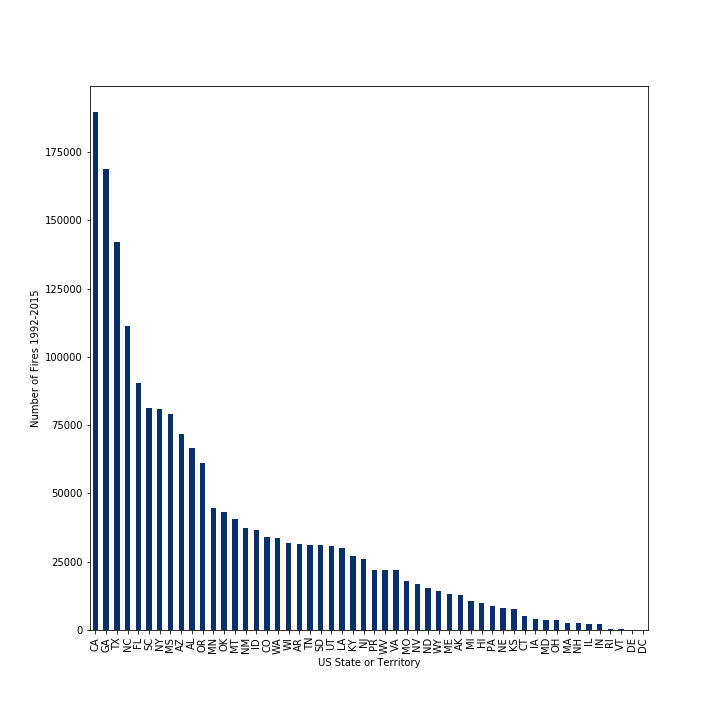 175000
150000
125000
100000
75000
50000
25000
0
Number of Fires 1992-2015
CA GA TX NC FL SC NY MS AZ AL OR MN OK MT NM ID CO WA WI AR TN SD UT LA KY NJ PR WV VA MO NV ND WY ME AK MI HI PA NE KS CT IA MD OH MA NH IL IN RI VT DE DC
US State or Territory